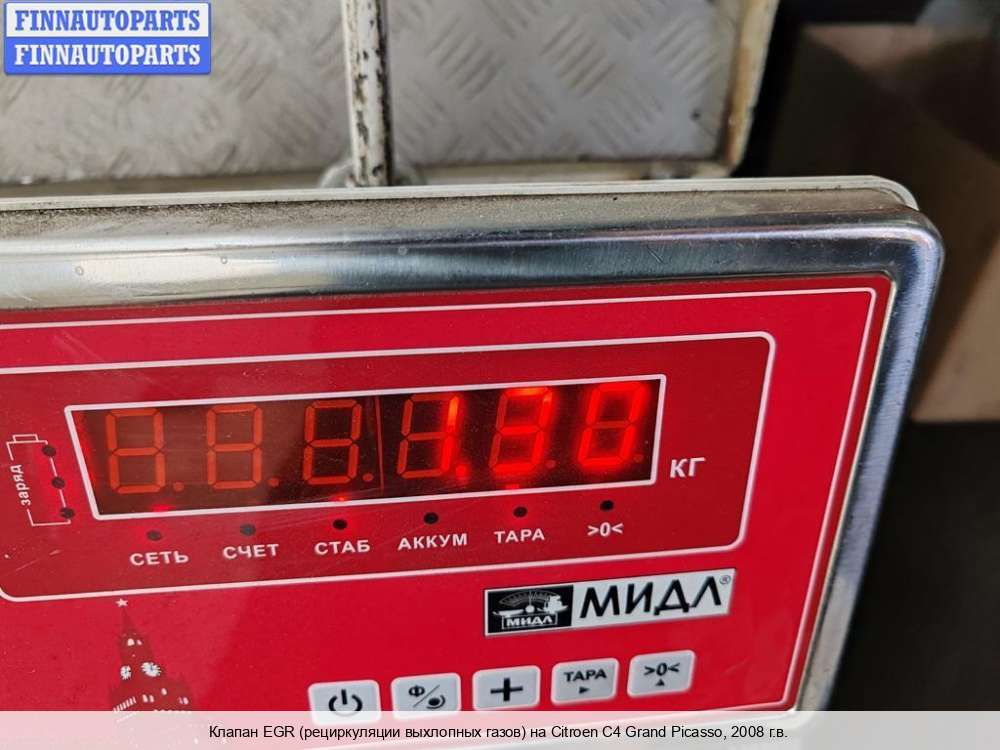 FINNAUTOPARTS
FINNAUTOPARTS
1.30
КГ
заряд
СЕТЬ СЧЕТ СТАБ АККУМ ТАРА >0<
МИДЛ МИДЛ®
Ф/ + ТАРА >0<
Клапан EGR (рециркуляции выхлопных газов) на Citroen C4 Grand Picasso, 2008 г.в.